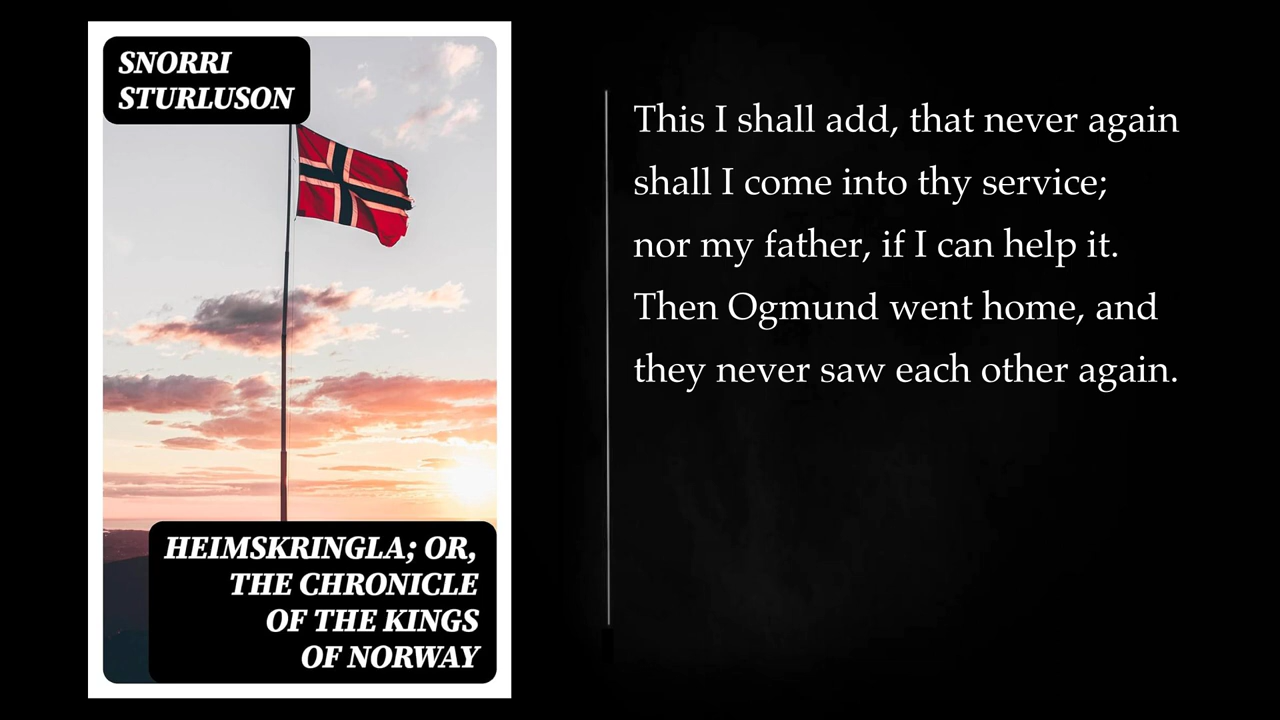 SNORRI
STURLUSON
HEIMSKRINGLA; OR,
THE CHRONICLE
OF THE KINGS
OF NORWAY
This I shall add, that never again
shall I come into thy service;
nor my father, if I can help it.
Then Ogmund went home, and
they never saw each other again.